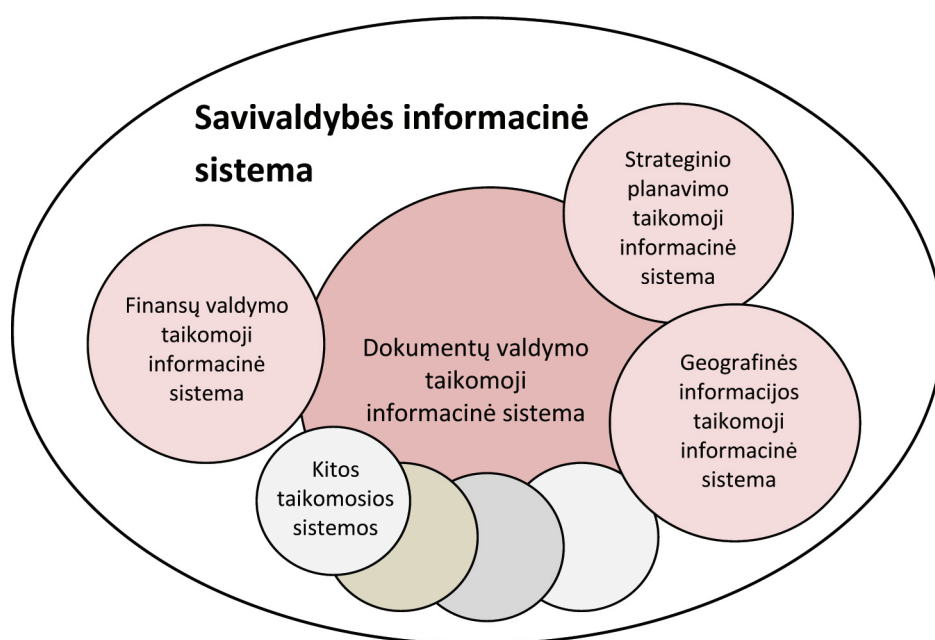 Savivaldybės informacinė
sistema
Strateginio
planavimo
taikomoji
informacinė
sistema
Finansų valdymo
taikomoji
informacinė
sistema
Dokumentų valdymo
taikomoji
informacinė sistema
Geografinės
informacijos
taikomoji
informacinė
sistema
Kitos
taikomosios
sistemos